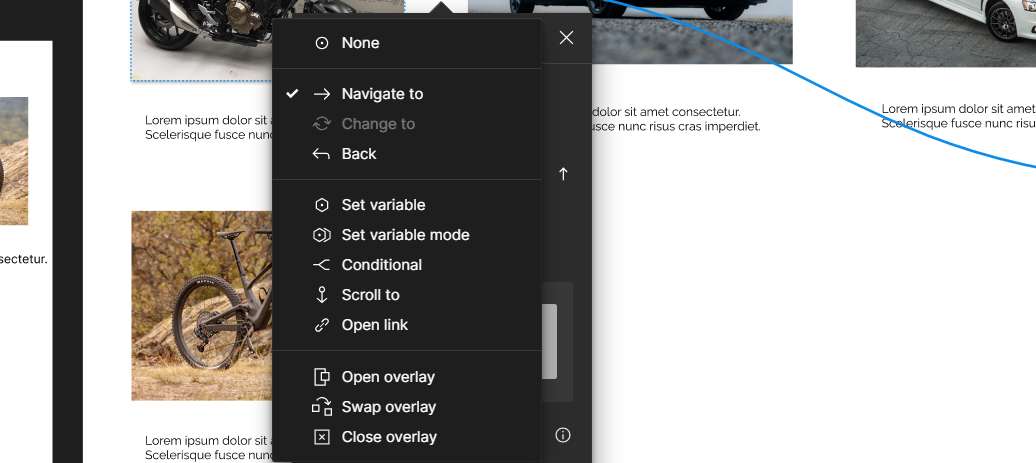 None
Navigate to
Change to
Back
Set variable
Set variable mode
Conditional
Scroll to
Open link
Open overlay
Swap overlay
Close overlay
Lorem ipsum dolor sit
Scelerisque fusce nunc
dolor sit amet consectetur.
nunc risus cras imperdiet.
Lorem ipsum dolor sit amet
Scelerisque fusce nunc
Lorem ipsum dolor sit
Scelerisque fusce nunc